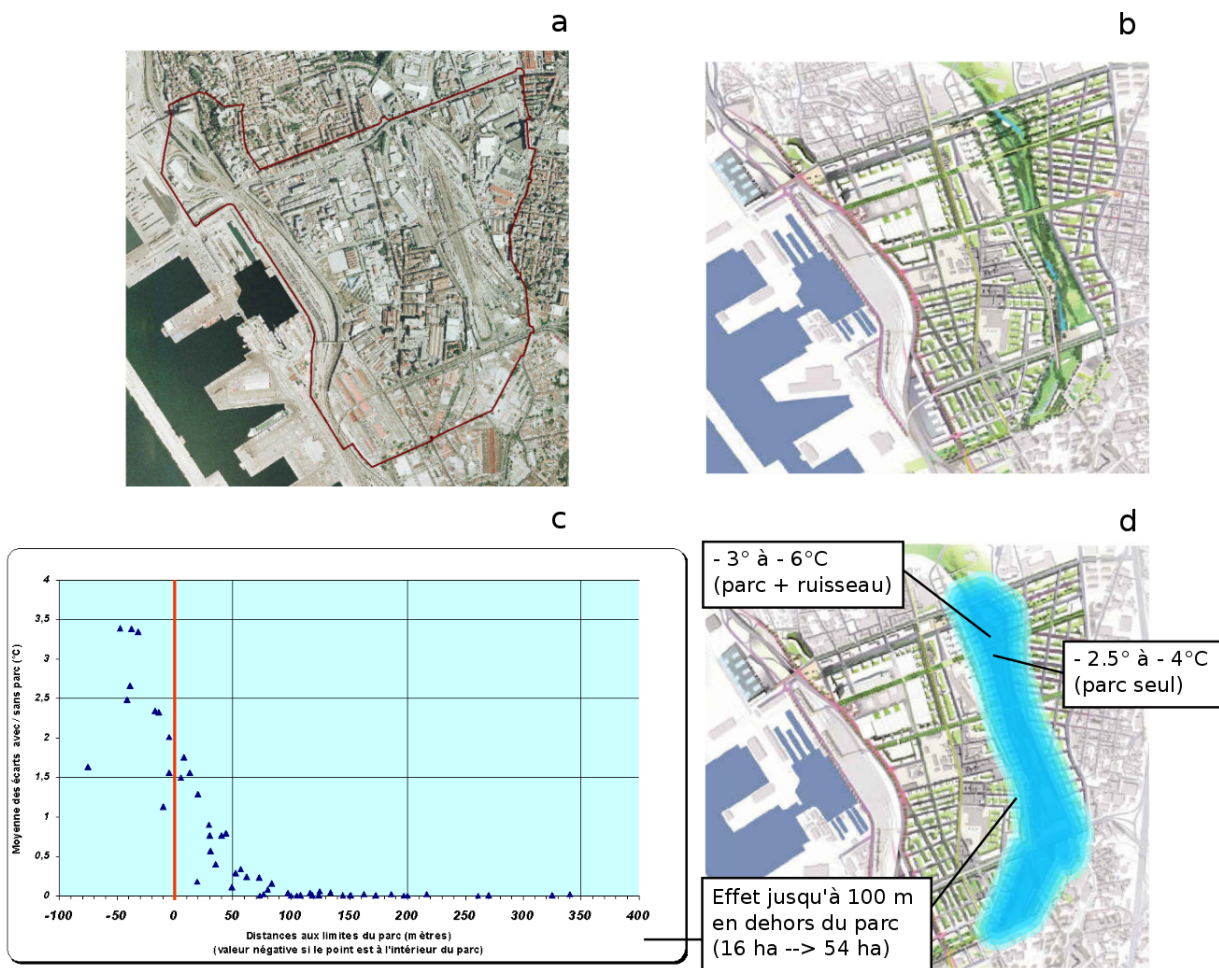 a
b
c
4
3,5
3
2,5
2
1,5
1
0,5
0
Moyenne des écarts avec / sans parc (°C)
-100
-50
0
50
100
150
200
250
300
350
400
Distances aux limites du parc (mètres)
(valeur négative si le point est à l'intérieur du parc)
d
- 3° à - 6°C
(parc + ruisseau)
- 2.5° à - 4°C
(parc seul)
Effet jusqu'à 100 m
en dehors du parc
(16 ha --> 54 ha)